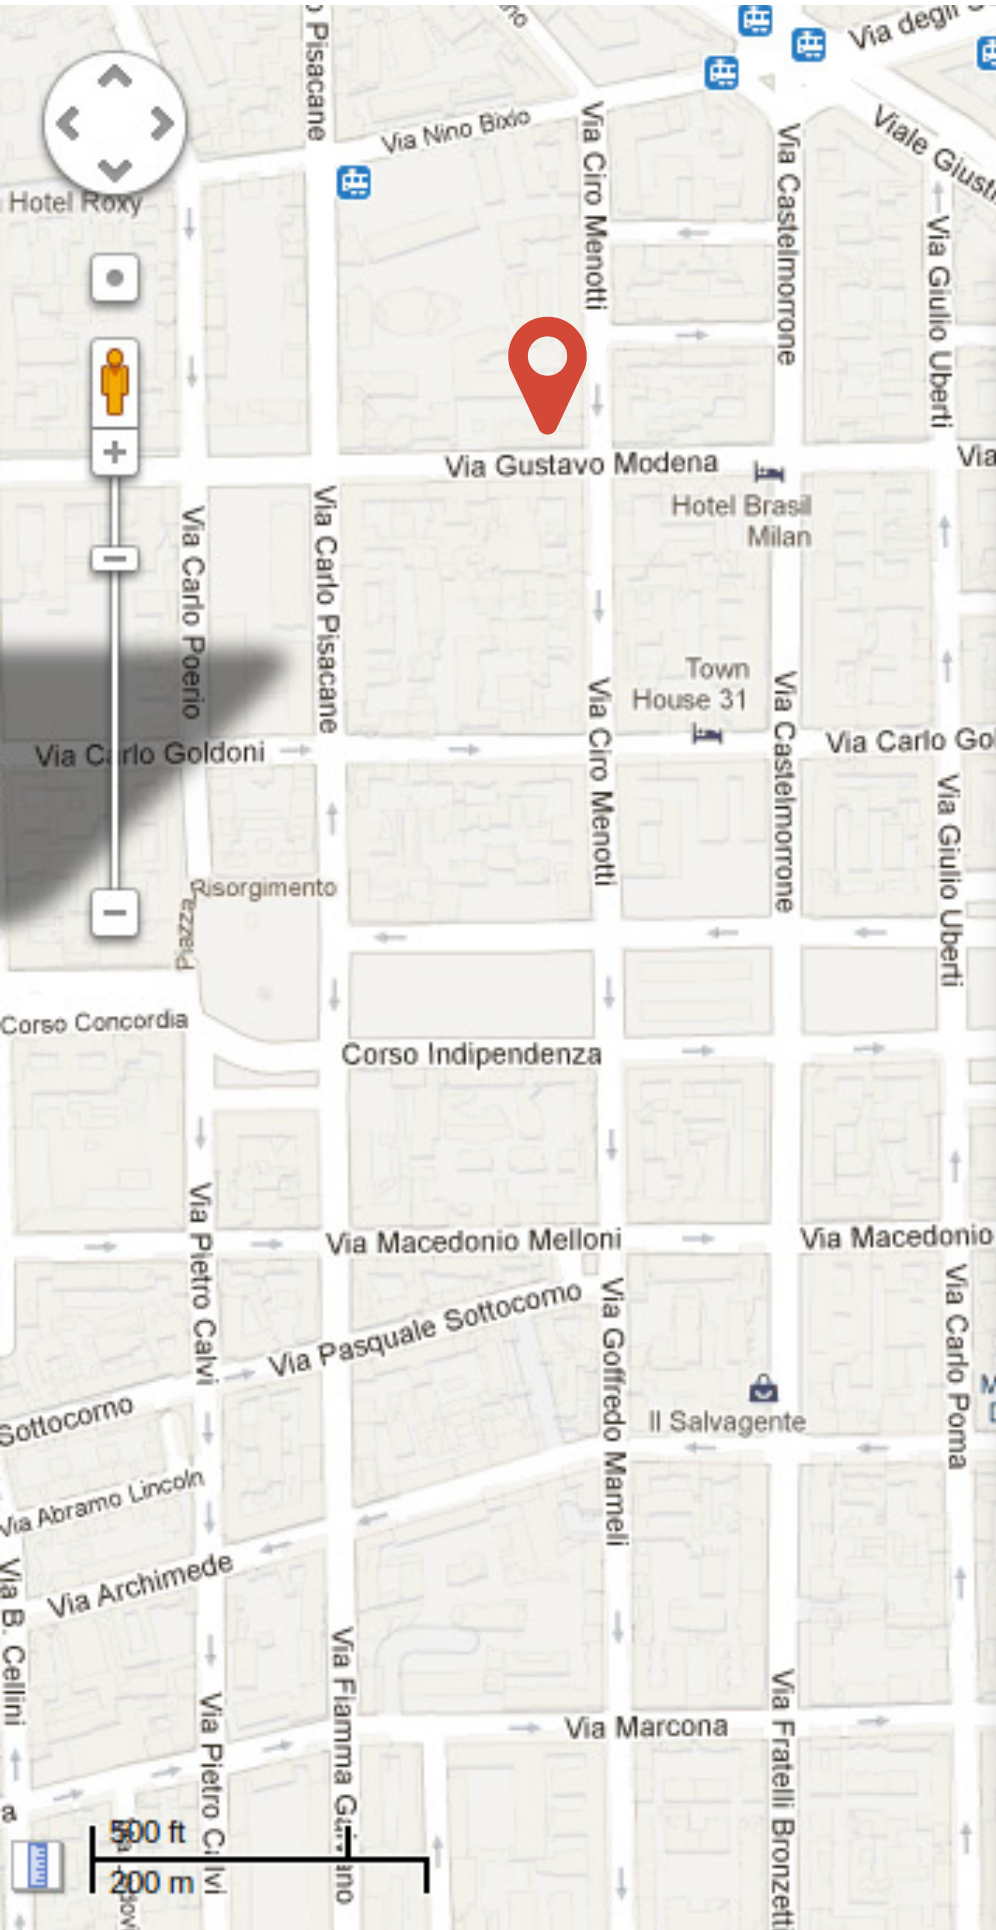 Via degli
Pisacane
Via Nino Bixio
Via Ciro Menotti
Via Castelmorrone
Viale Giusti
Hotel Roxy
Via Giulio Uberti
Via Gustavo Modena
Via
Hotel Brasil
Milan
Via Carlo Poerio
Via Carlo Pisacane
Town
House 31
Via Ciro Menotti
Via Castelmorrone
Via Carlo Goldoni
Via Carlo Gol
Via Giulio Uberti
Risorgimento
Piazza
Corso Concordia
Corso Indipendenza
Via Pietro Calvi
Via Macedonio Melloni
Via Macedonio
Via Pasquale Sottocorno
Via Goffredo Mameli
Via Carlo Poma
Sottocorno
Il Salvagente
M
Via Abramo Lincoln
Via Archimede
Via B. Cellini
Via Fiamma
Via Fratelli Bronzetti
Via Pietro Calvi
Via Marcona
a
500 ft
200 m